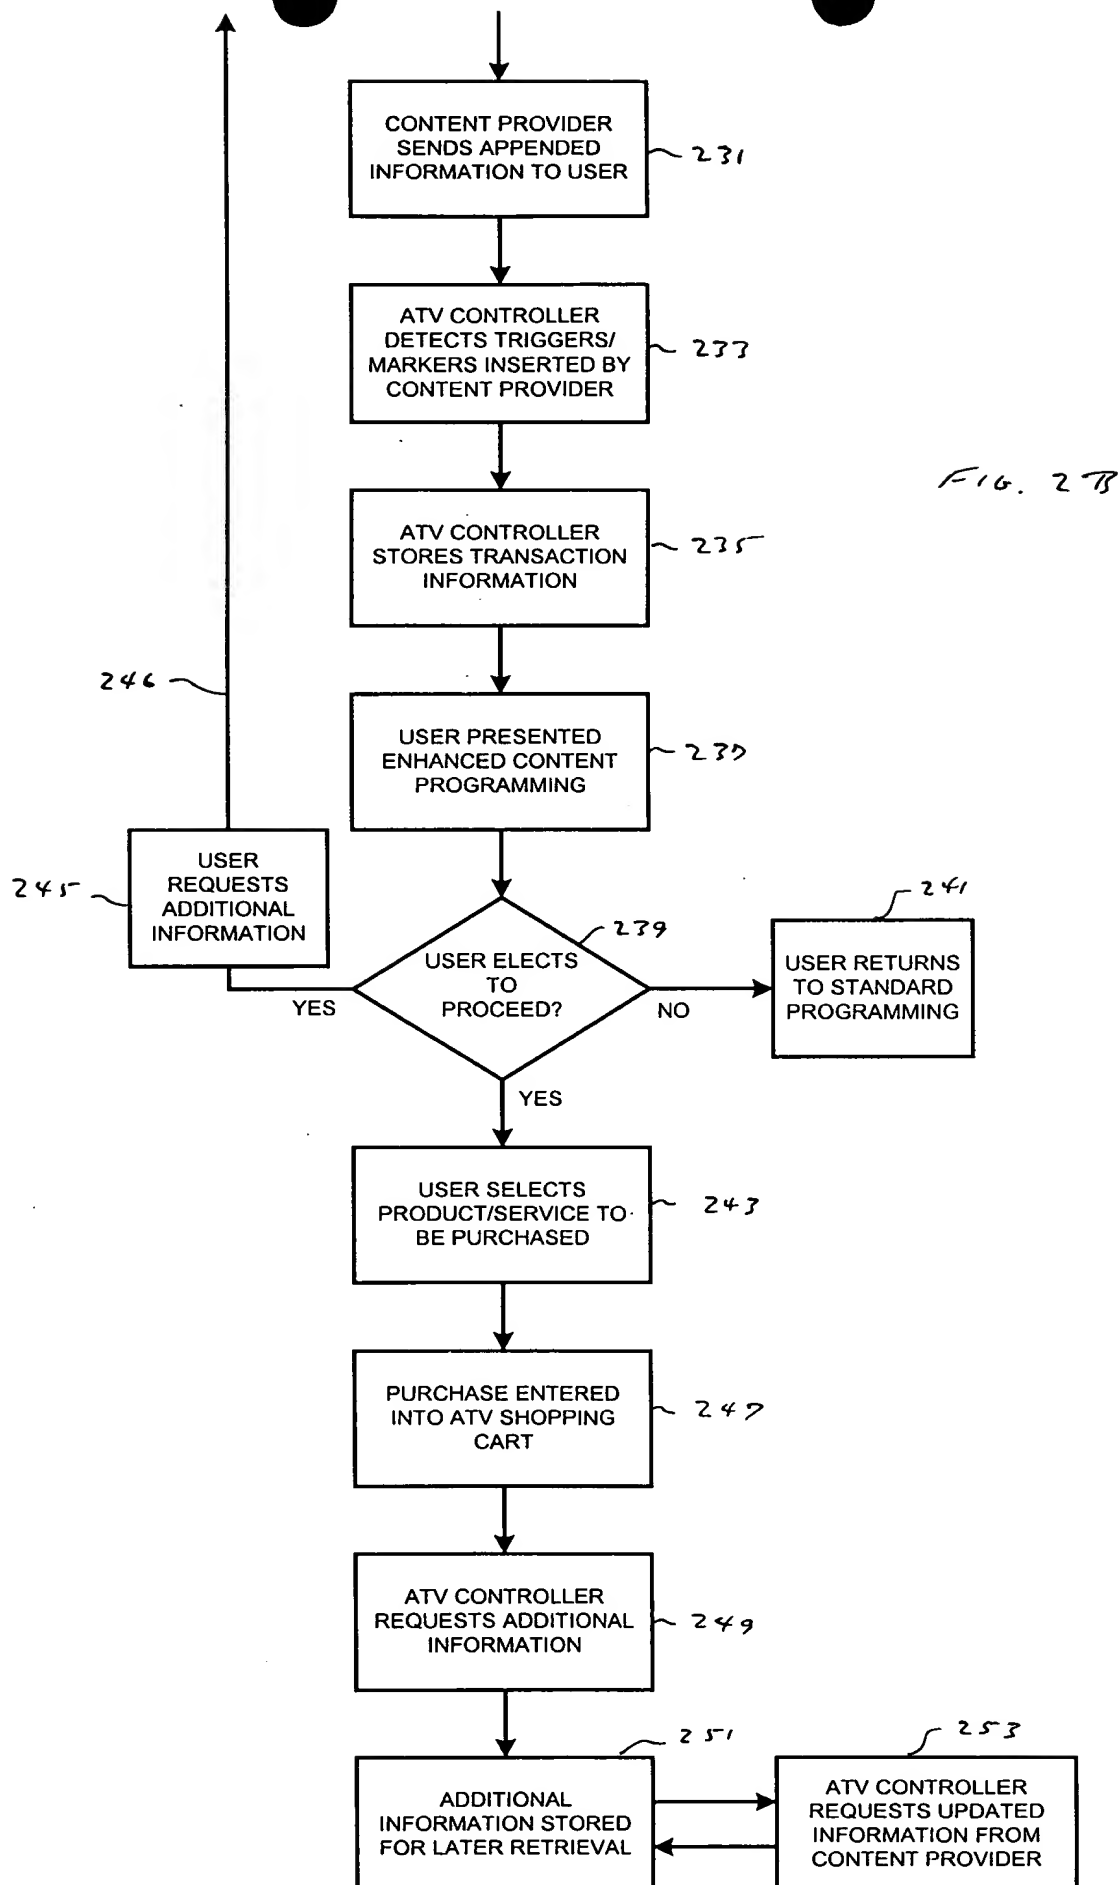 CONTENT PROVIDER
SENDS APPENDED
INFORMATION TO USER
231
ATV CONTROLLER
DETECTS TRIGGERS/
MARKERS INSERTED BY
CONTENT PROVIDER
233
FIG. 2B
ATV CONTROLLER
STORES TRANSACTION
INFORMATION
235
246
USER PRESENTED
ENHANCED CONTENT
PROGRAMMING
237
USER
REQUESTS
ADDITIONAL
INFORMATION
245
241
239
USER ELECTS
TO
PROCEED?
USER RETURNS
TO STANDARD
PROGRAMMING
YES
NO
YES
USER SELECTS
PRODUCT/SERVICE TO
BE PURCHASED
243
PURCHASE ENTERED
INTO ATV SHOPPING
CART
247
ATV CONTROLLER
REQUESTS ADDITIONAL
INFORMATION
249
251
253
ADDITIONAL
INFORMATION STORED
FOR LATER RETRIEVAL
ATV CONTROLLER
REQUESTS UPDATED
INFORMATION FROM
CONTENT PROVIDER